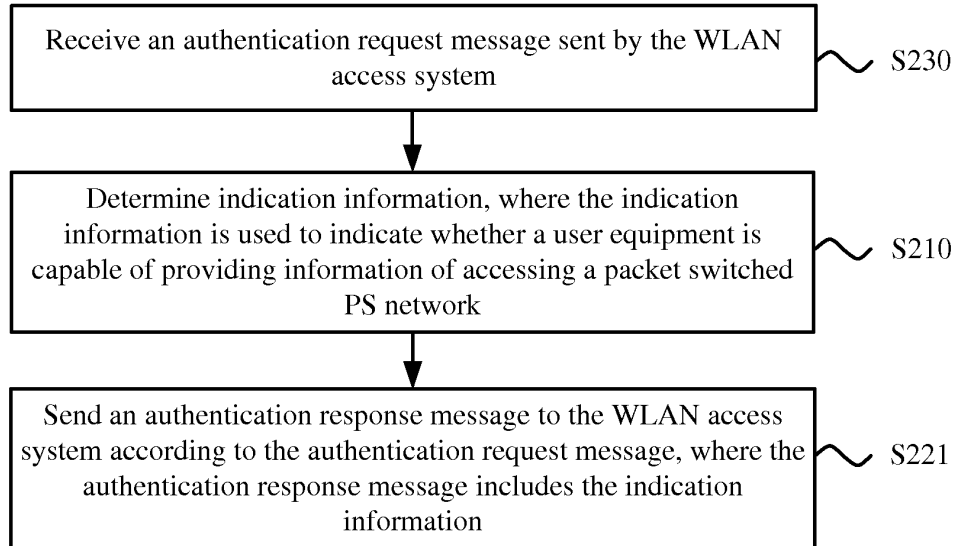 Receive an authentication request message sent by the WLAN
access system
S230
Determine indication information, where the indication
information is used to indicate whether a user equipment is
capable of providing information of accessing a packet switched
PS network
S210
Send an authentication response message to the WLAN access
system according to the authentication request message, where the
authentication response message includes the indication
information
S221